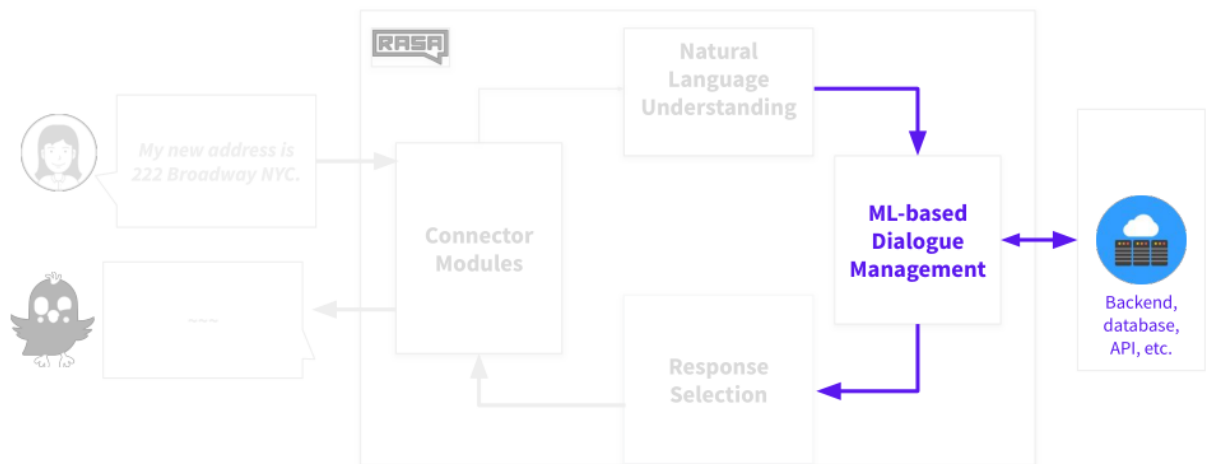 RASA
Natural
Language
Understanding
My new address is
222 Broadway NYC.
Connector
Modules
ML-based
Dialogue
Management
Backend,
database,
API, etc.
Response
Selection